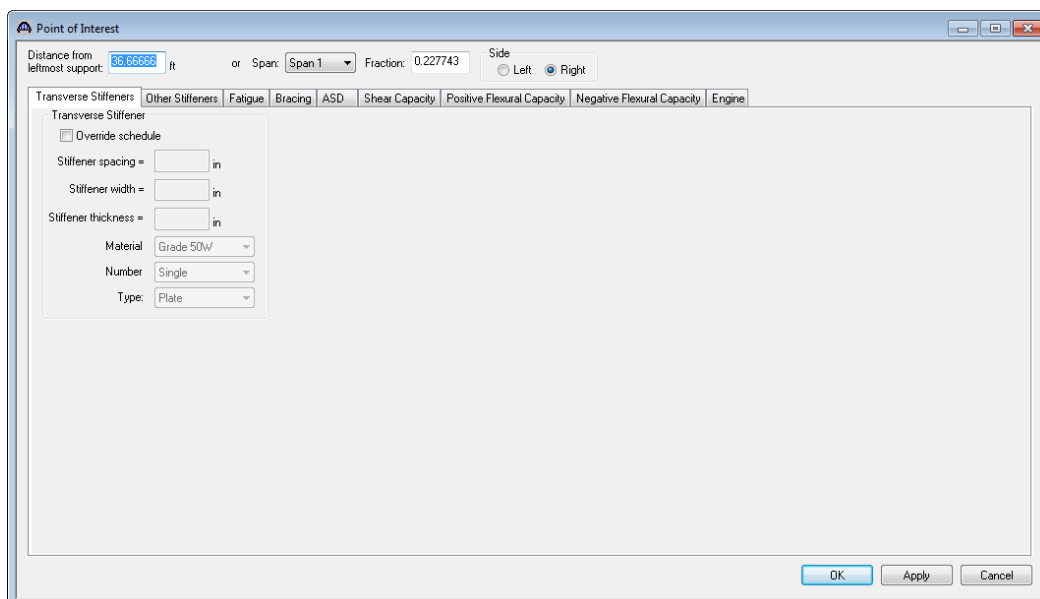 Point of Interest
Distance from
leftmost support: 36.66666 ft or Span: Span 1 Fraction: 0.227743 Side
Left Right
Transverse Stiffeners Other Stiffeners Fatigue Bracing ASD Shear Capacity Positive Flexural Capacity Negative Flexural Capacity Engine
Transverse Stiffener
Override schedule
Stiffener spacing = in
Stiffener width = in
Stiffener thickness = in
Material Grade 50W
Number Single
Type: Plate
OK Apply Cancel